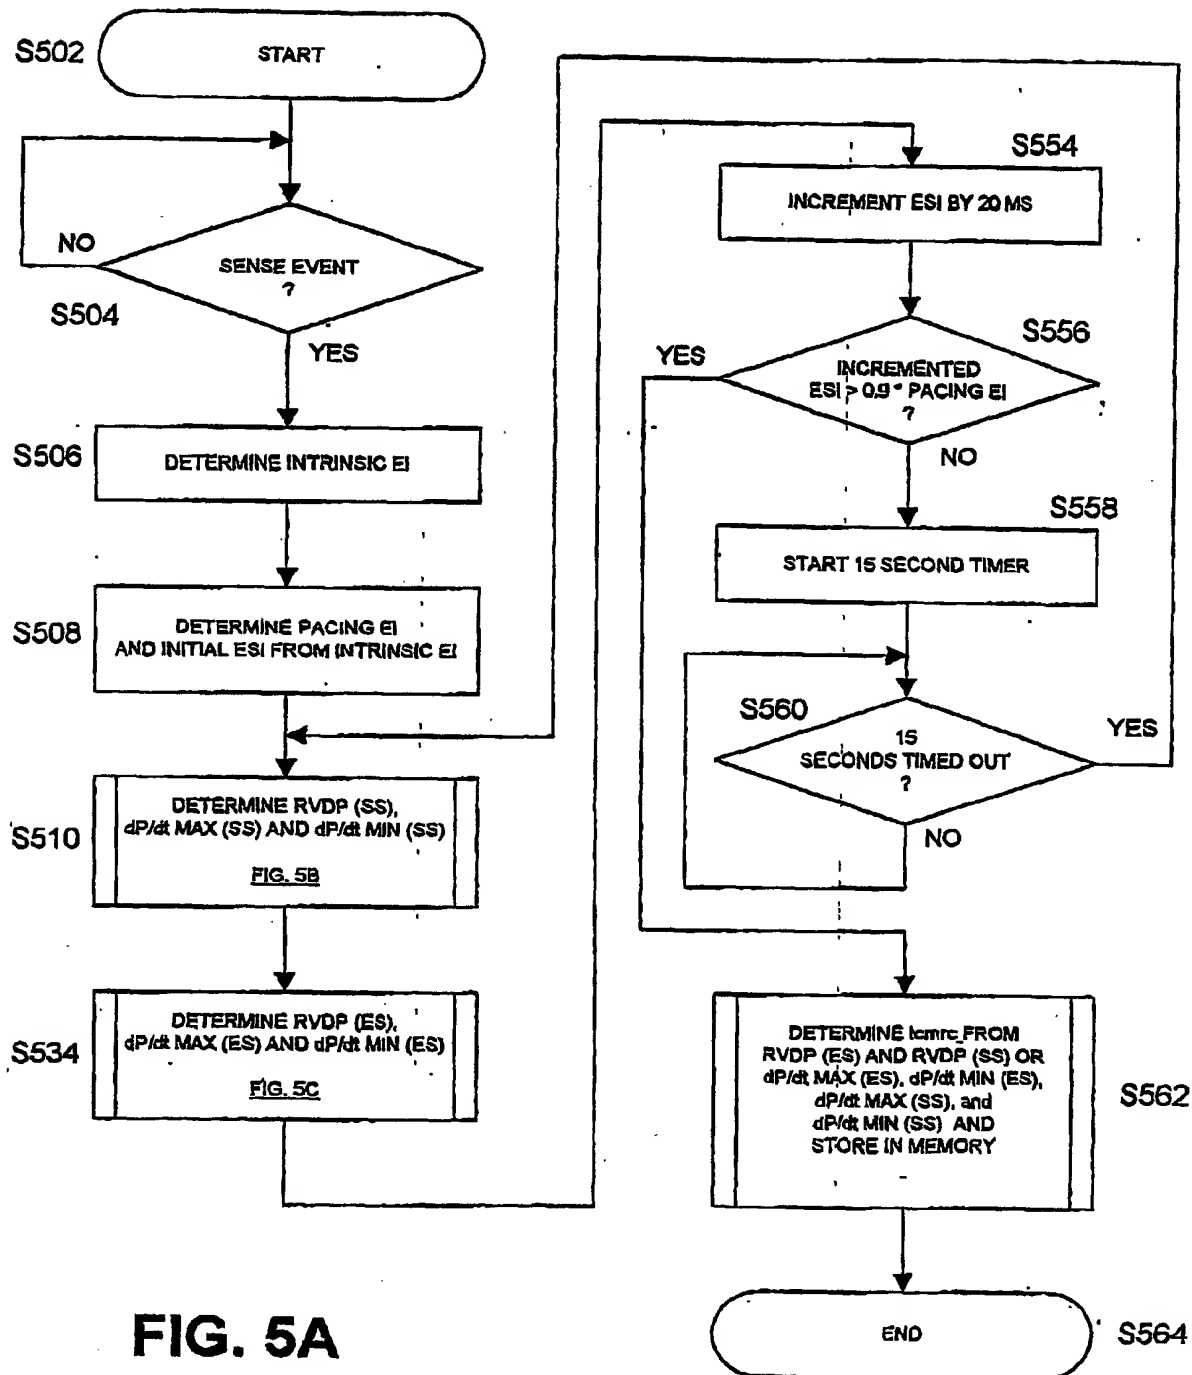 S502
START
NO
SENSE EVENT
?
S504
YES
S506
DETERMINE INTRINSIC EI
S508
DETERMINE PACING EI
AND INITIAL ESI FROM INTRINSIC EI
S510
DETERMINE RVDP (SS),
dP/dt MAX (SS) AND dP/dt MIN (SS)
FIG. 5B
S534
DETERMINE RVDP (ES),
dP/dt MAX (ES) AND dP/dt MIN (ES)
FIG. 5C
S554
INCREMENT ESI BY 20 MS
S556
YES
INCREMENTED
ESI > 0.9 * PACING EI
?
NO
S558
START 15 SECOND TIMER
S560
15
SECONDS TIMED OUT
?
YES
NO
DETERMINE tcmrc FROM
RVDP (ES) AND RVDP (SS) OR
dP/dt MAX (ES), dP/dt MIN (ES),
dP/dt MAX (SS), and
dP/dt MIN (SS) AND
STORE IN MEMORY
S562
END
S564
FIG. 5A